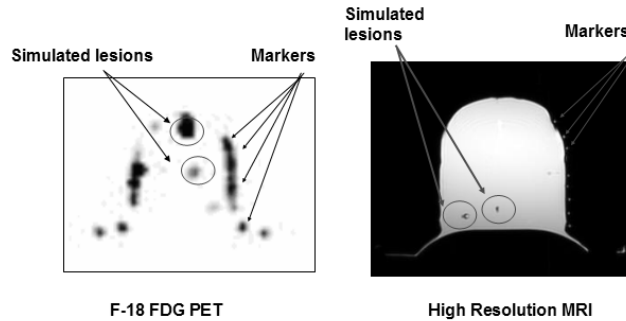 Simulated lesions
Markers
F-18 FDG PET
Simulated
lesions
Markers
High Resolution MRI